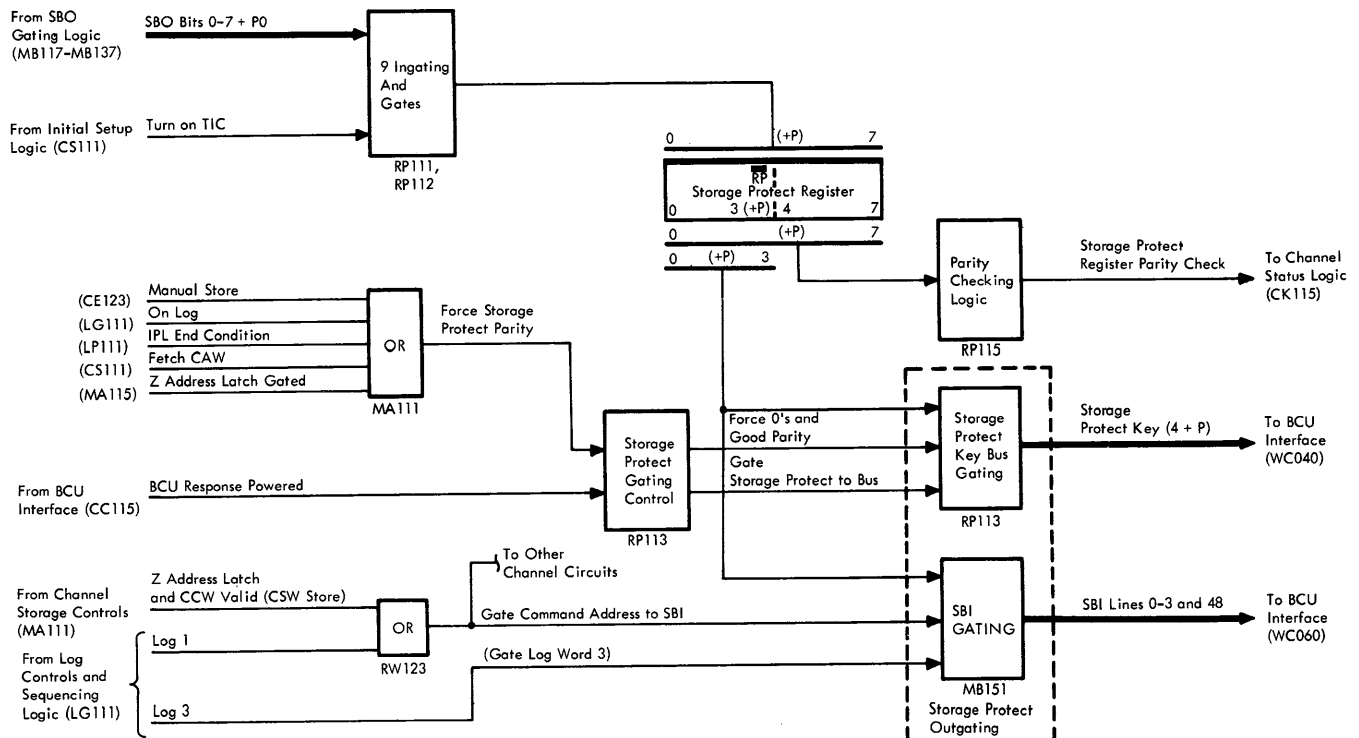 From SBO
Gating Logic
(MB117-MB137)
SBO Bits 0-7 + P0
9 Ingating
And
Gates
From Initial Setup
Logic (CS111)
Turn on TIC
RP111,
RP112
0 (+P) 7
RP
Storage Protect Register
0 3 (+P) 4 7
0 (+P) 7
0 (+P) 3
Parity
Checking
Logic
RP115
Storage Protect
Register Parity Check
To Channel
Status Logic
(CK115)
(CE123) Manual Store
(LG111) On Log
(LP111) IPL End Condition
(CS111) Fetch CAW
(MA115) Z Address Latch Gated
OR
MA111
Force Storage
Protect Parity
From BCU
Interface (CC115)
BCU Response Powered
Storage
Protect
Gating
Control
RP113
Force 0's and
Good Parity
Gate
Storage Protect to Bus
Storage
Protect
Key Bus
Gating
RP113
Storage
Protect Key (4 + P)
To BCU
Interface
(WC040)
To Other
Channel Circuits
From Channel
Storage Controls
(MA111)
Z Address Latch
and CCW Valid (CSW Store)
OR
RW123
Gate Command Address to SBI
From Log
Controls and
Sequencing
Logic (LG111)
Log 1
Log 3
(Gate Log Word 3)
SBI
GATING
MB151
SBI Lines 0-3 and 48
To BCU
Interface
(WC060)
Storage Protect
Outgating